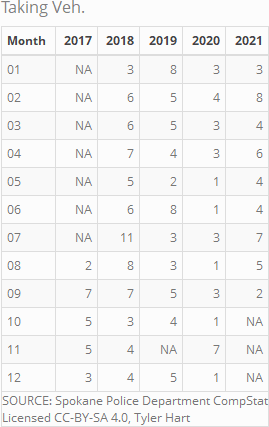 Taking Veh.
Month 2017 2018 2019 2020 2021
01 NA 3 8 3 3
02 NA 6 5 4 8
03 NA 6 5 3 4
04 NA 7 4 3 6
05 NA 5 2 1 4
06 NA 6 8 1 4
07 NA 11 3 3 7
08 2 8 3 1 5
09 7 7 5 3 2
10 5 3 4 1 NA
11 5 4 NA 7 NA
12 3 4 5 1 NA
SOURCE: Spokane Police Department CompStat
Licensed CC-BY-SA 4.0, Tyler Hart